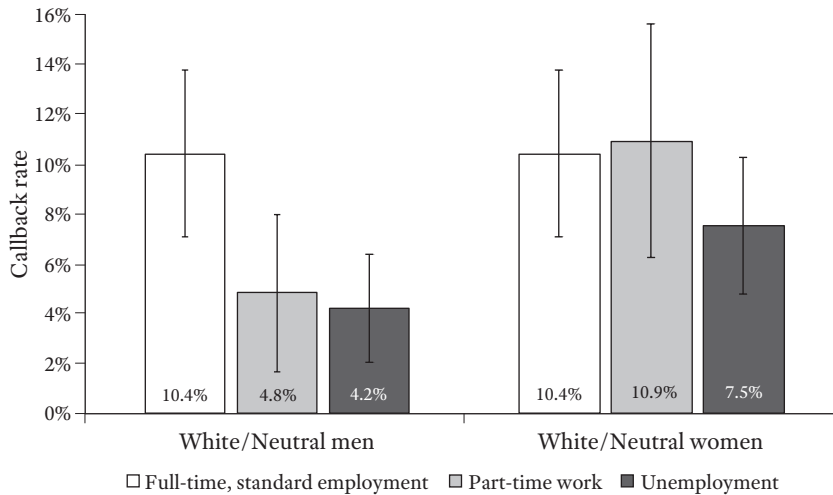 16%
14%
12%
10%
8%
6%
4%
2%
0%
Callback rate
10.4%
4.8%
4.2%
10.4%
10.9%
7.5%
White/Neutral men
White/Neutral women
Full-time, standard employment
Part-time work
Unemployment